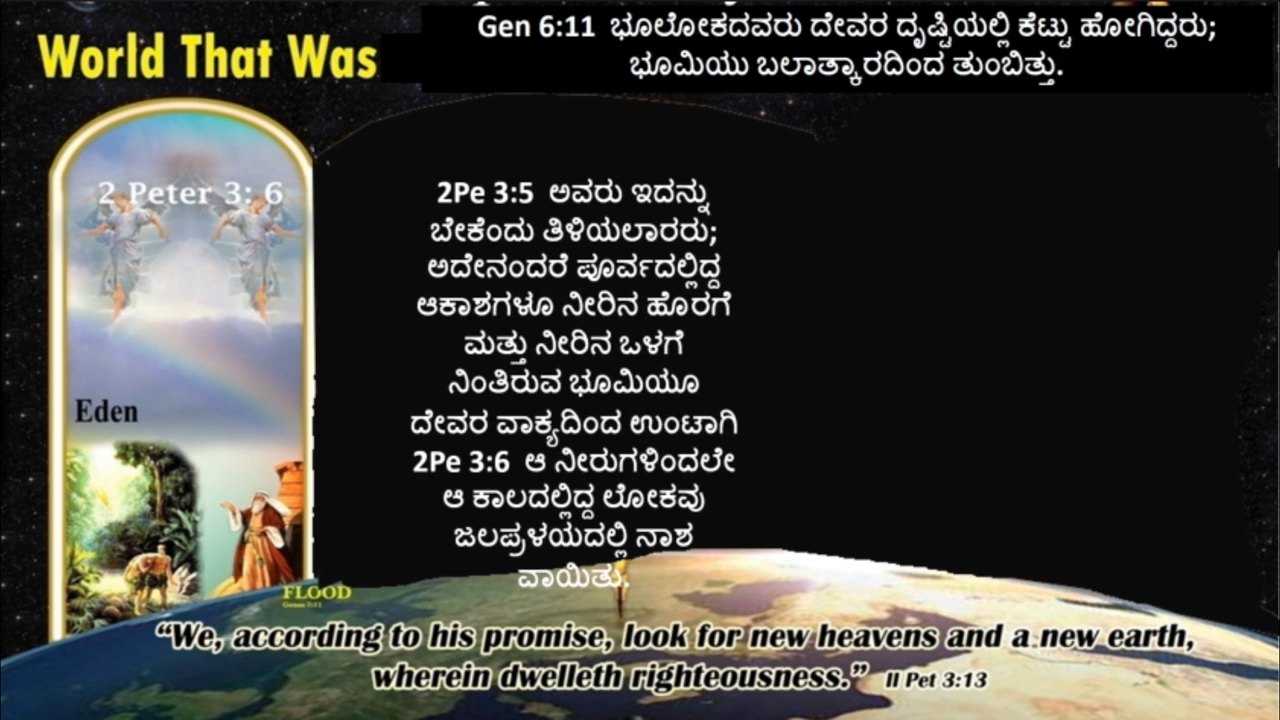 World That Was
Gen 6:11 ಭೂಲೋಕದವರು ದೇವರ ದೃಷ್ಟಿಯಲ್ಲಿ ಕೆಟ್ಟು ಹೋಗಿದ್ದರು;
ಭೂಮಿಯು ಬಲಾತ್ಕಾರದಿಂದ ತುಂಬಿತ್ತು.
2 Peter 3: 6
2Pe 3:5 ಅವರು ಇದನ್ನು
ಬೇಕೆಂದು ತಿಳಿಯಲಾರರು;
ಅದೇನಂದರೆ ಪೂರ್ವದಲ್ಲಿದ್ದ
ಆಕಾಶಗಳೂ ನೀರಿನ ಹೊರಗೆ
ಮತ್ತು ನೀರಿನ ಒಳಗೆ
ನಿಂತಿರುವ ಭೂಮಿಯೂ
ದೇವರ ವಾಕ್ಯದಿಂದ ಉಂಟಾಗಿ
2Pe 3:6 ಆ ನೀರುಗಳಿಂದಲೇ
ಆ ಕಾಲದಲ್ಲಿದ್ದ ಲೋಕವು
ಜಲಪ್ರಳಯದಲ್ಲಿ ನಾಶ
ವಾಯಿತು.
Eden
FLOOD
Genes 7:11
“We, according to his promise, look for new heavens and a new earth,
wherein dwelleth righteousness.” II Pet 3:13